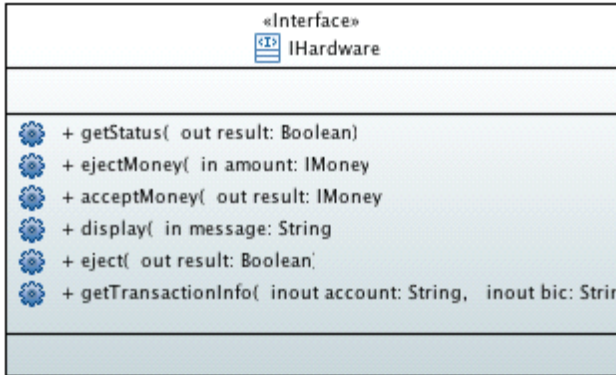 «Interface»
IHardware
+ getStatus( out result: Boolean)
+ ejectMoney( in amount: IMoney
+ acceptMoney( out result: IMoney
+ display( in message: String
+ eject( out result: Boolean)
+ getTransactionInfo( inout account: String, inout bic: